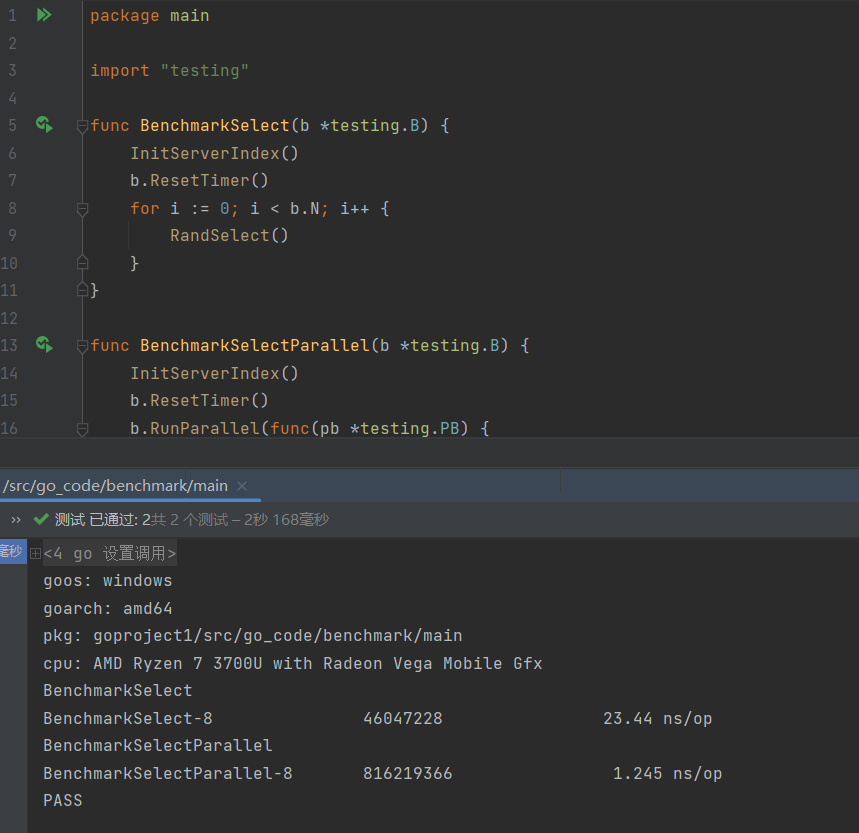 1 package main
2
3 import "testing"
4
5 func BenchmarkSelect(b *testing.B) {
6 InitServerIndex()
7 b.ResetTimer()
8 for i := 0; i < b.N; i++ {
9 RandSelect()
10 }
11 }
12
13 func BenchmarkSelectParallel(b *testing.B) {
14 InitServerIndex()
15 b.ResetTimer()
16 b.RunParallel(func(pb *testing.PB) {
/src/go_code/benchmark/main ×
›› 测试 已通过: 2共 2 个测试 – 2秒 168毫秒
毫秒 <4 go 设置调用>
goos: windows
goarch: amd64
pkg: goproject1/src/go_code/benchmark/main
cpu: AMD Ryzen 7 3700U with Radeon Vega Mobile Gfx
BenchmarkSelect
BenchmarkSelect-8 46047228 23.44 ns/op
BenchmarkSelectParallel
BenchmarkSelectParallel-8 816219366 1.245 ns/op
PASS